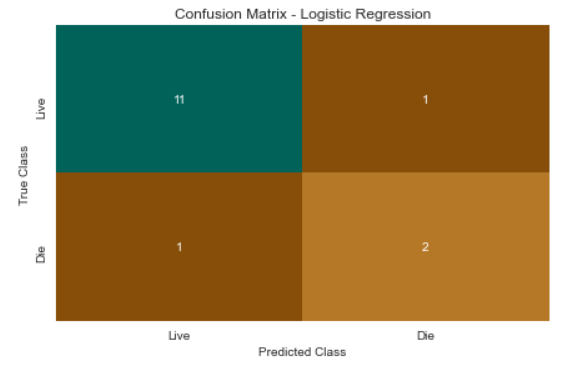 Confusion Matrix - Logistic Regression
Live
11
1
True Class
Die
1
2
Live
Die
Predicted Class